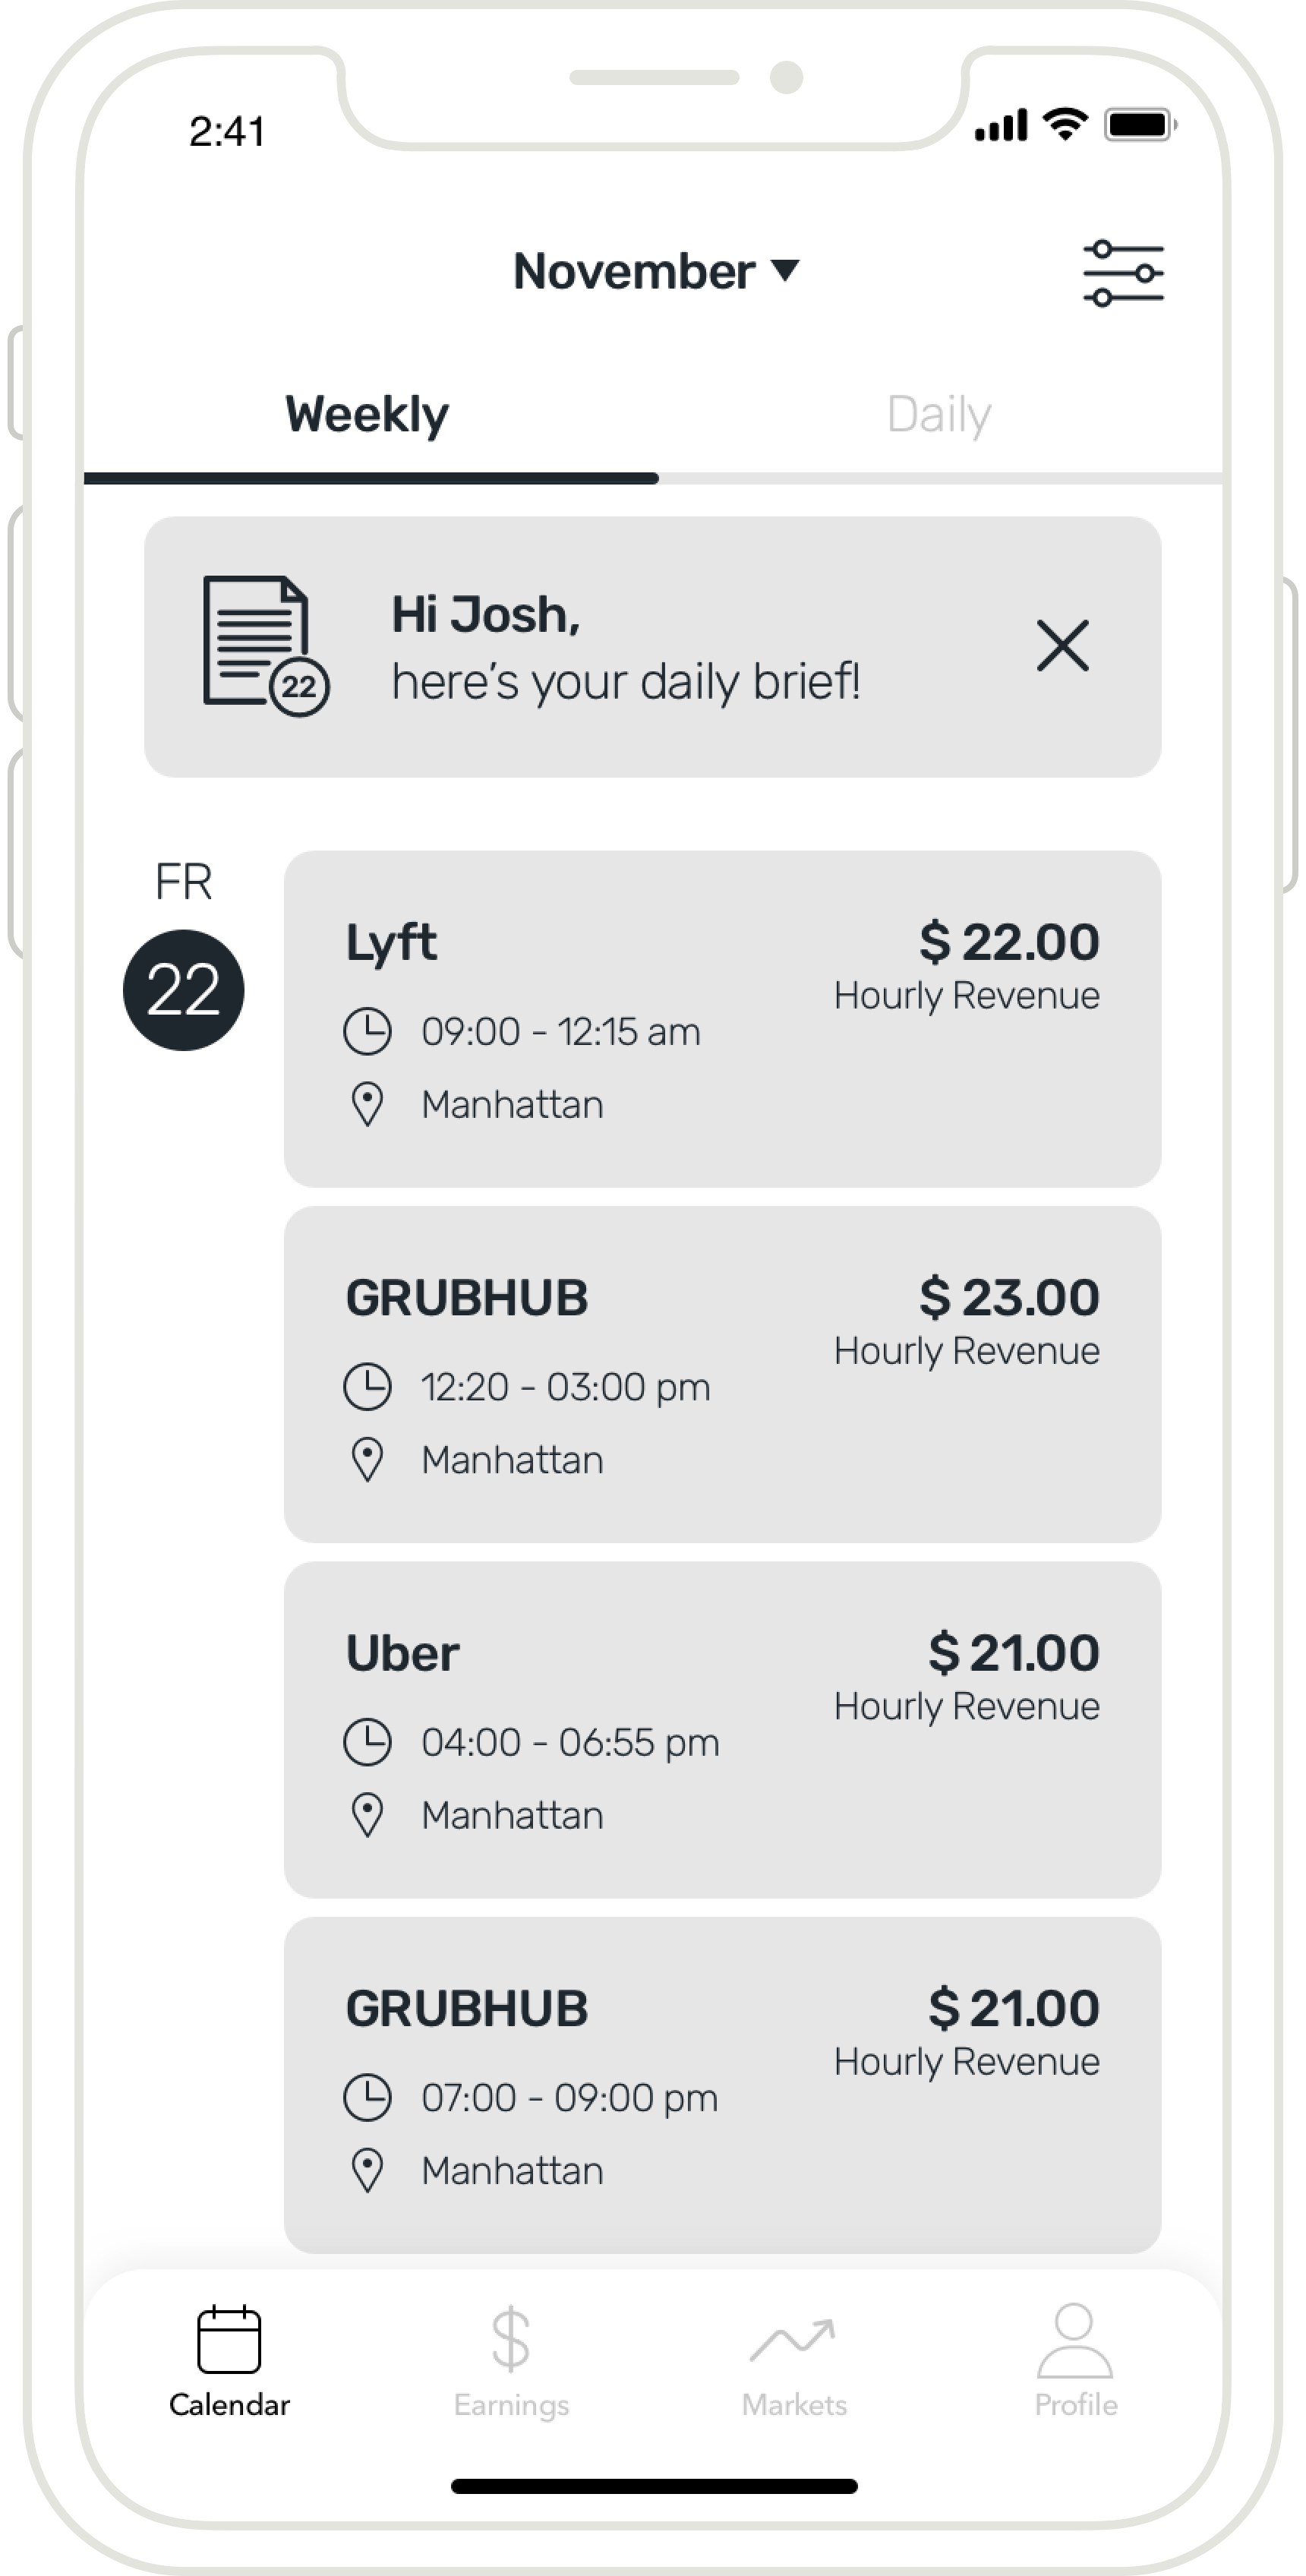 2:41
November
Weekly
Daily
Hi Josh,
here's your daily brief!
22
FR
22
Lyft
$ 22.00
Hourly Revenue
09:00 - 12:15 am
Manhattan
GRUBHUB
$ 23.00
Hourly Revenue
12:20 - 03:00 pm
Manhattan
Uber
$ 21.00
Hourly Revenue
04:00 - 06:55 pm
Manhattan
GRUBHUB
$ 21.00
Hourly Revenue
07:00 - 09:00 pm
Manhattan
Calendar
Earnings
Markets
Profile